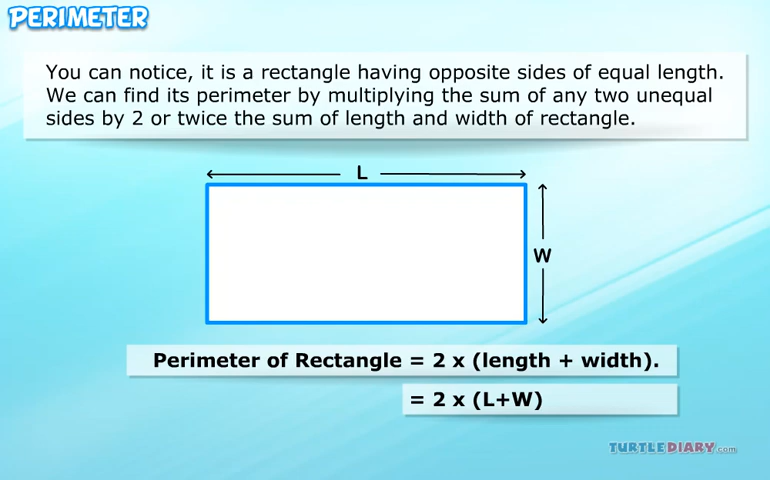 PERIMETER
You can notice, it is a rectangle having opposite sides of equal length.
We can find its perimeter by multiplying the sum of any two unequal
sides by 2 or twice the sum of length and width of rectangle.
L
W
Perimeter of Rectangle = 2 x (length + width).
= 2 x (L+W)
TURTLEDIARY.com